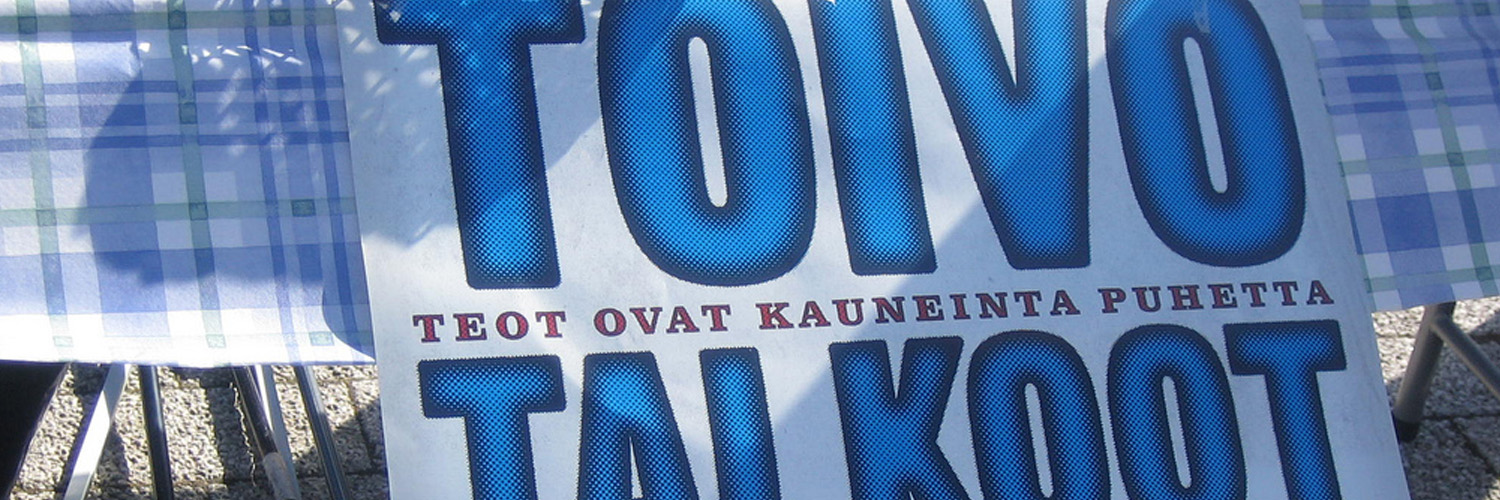 TOIVO
TEOT OVAT KAUNEINTA PUHETTA
TALKOOT